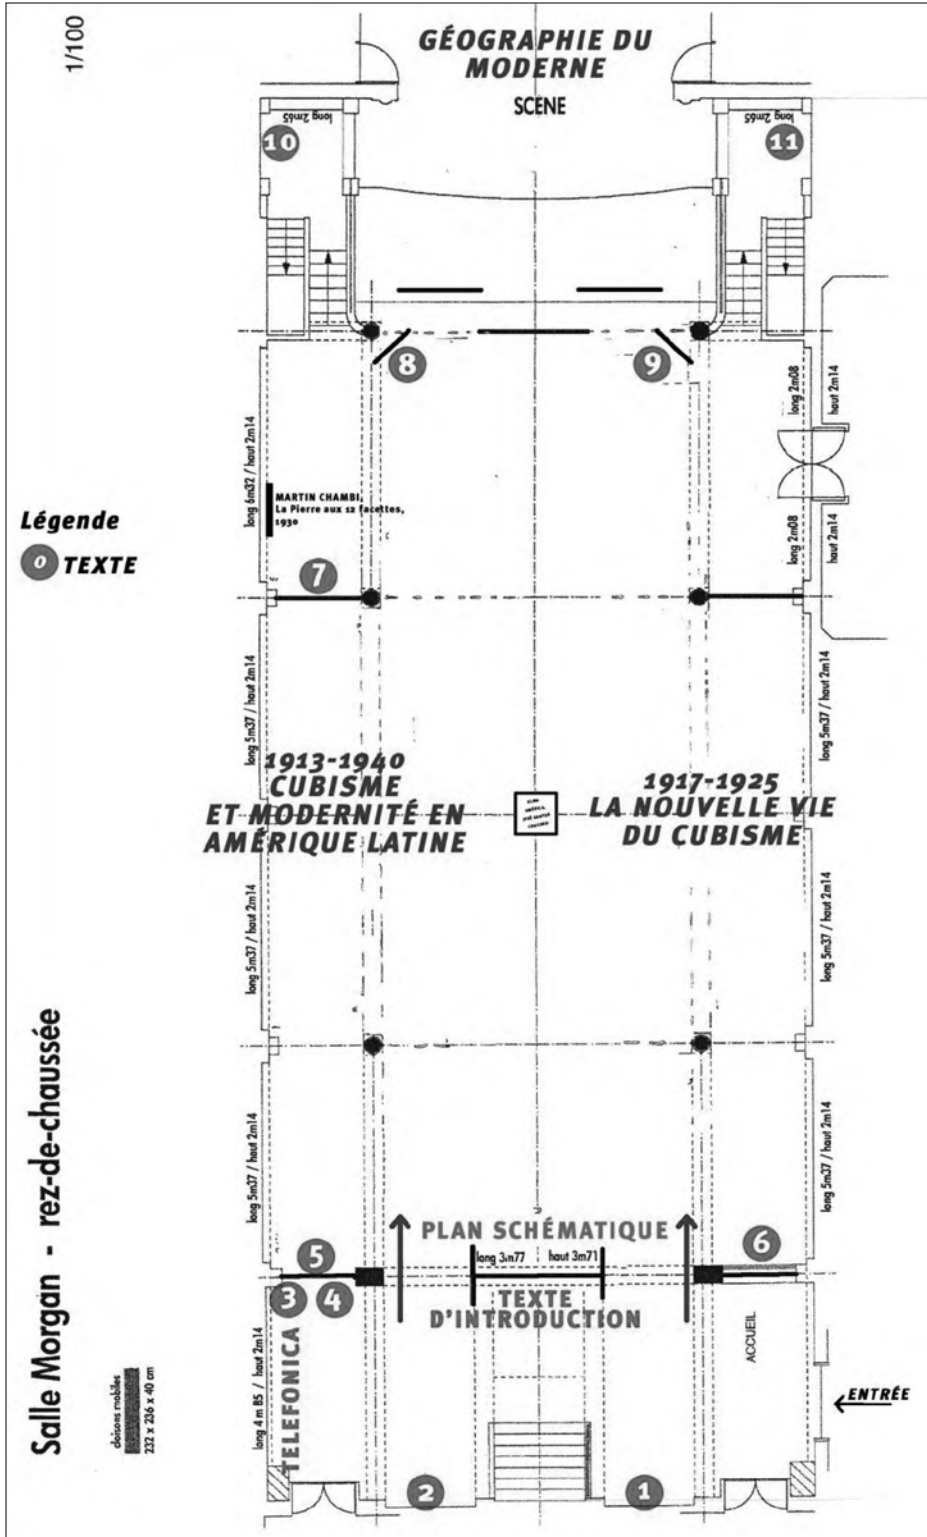 1/100
GÉOGRAPHIE DU
MODERNE
SCENE
long 2m65
long 2m65
10
11
8
9
long 6m32 / haut 2m14
long 2m08
haut 2m14
MARTIN CHAMBI,
La Pierre aux 12 facettes,
1930
long 2m08
haut 2m14
Légende
0 TEXTE
7
long 5m37 / haut 2m14
long 5m37 / haut 2m14
1913-1940
CUBISME
ET MODERNITÉ EN
AMÉRIQUE LATINE
1917-1925
LA NOUVELLE VIE
DU CUBISME
long 5m37 / haut 2m14
long 5m37 / haut 2m14
Salle Morgan - rez-de-chaussée
long 5m37 / haut 2m14
long 5m37 / haut 2m14
PLAN SCHÉMATIQUE
long 3m77
haut 3m71
5
6
3
4
TEXTE
D'INTRODUCTION
TELEFONICA
ACCUEIL
long 4 m 85 / haut 2m14
cloisons mobiles
232 x 236 x 40 cm
ENTRÉE
2
1